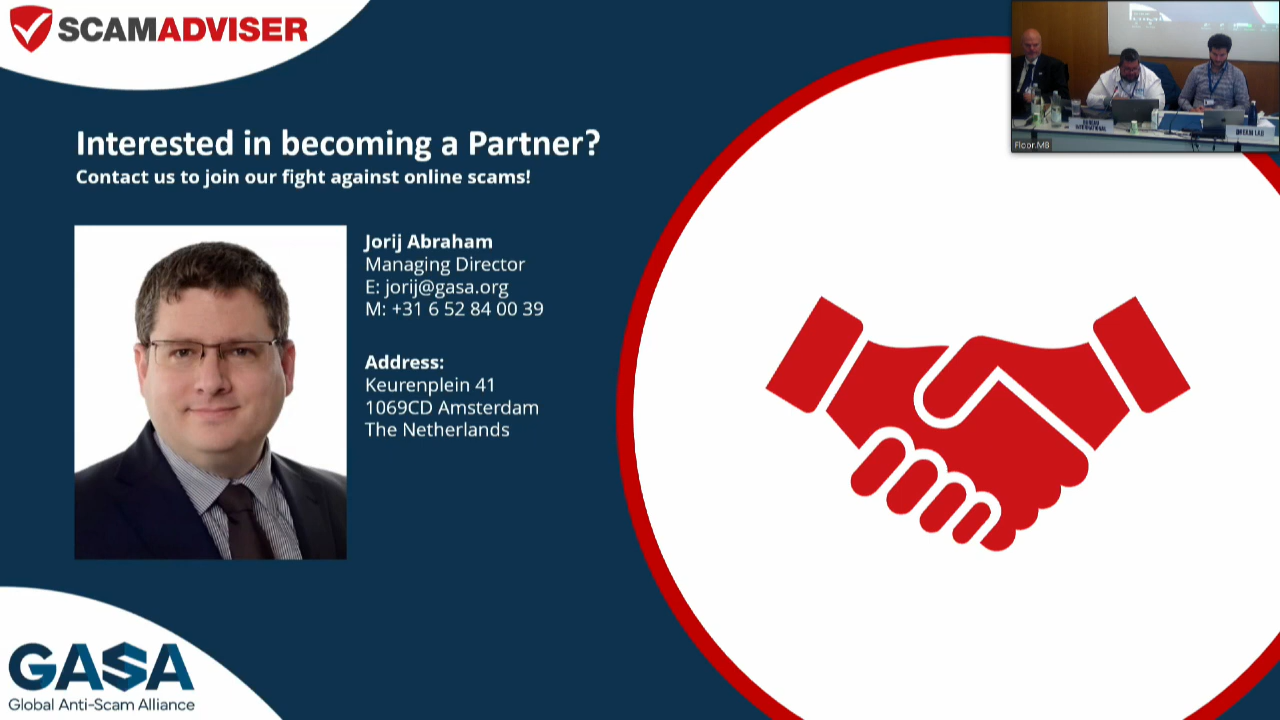 SCAMADVISER
Interested in becoming a Partner?
Contact us to join our fight against online scams!
Jorij Abraham
Managing Director
E: jorij@gasa.org
M: +31 6 52 84 00 39
Address:
Keurenplein 41
1069CD Amsterdam
The Netherlands
GASA
Global Anti-Scam Alliance
Floor.MB